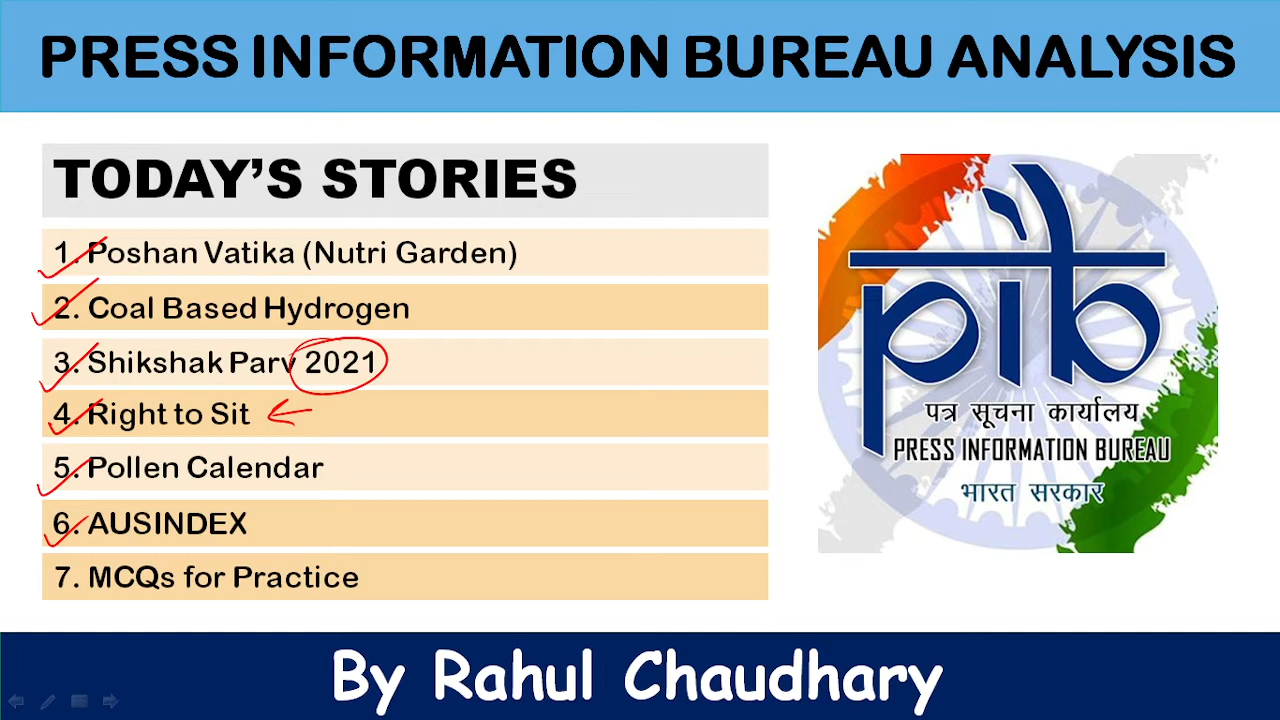 PRESS INFORMATION BUREAU ANALYSIS
TODAY'S STORIES
1. Poshan Vatika (Nutri Garden)
2. Coal Based Hydrogen
3. Shikshak Parv 2021
4. Right to Sit
5. Pollen Calendar
6. AUSINDEX
7. MCQs for Practice
pib
पत्र सूचना कार्यालय
PRESS INFORMATION BUREAU
भारत सरकार
By Rahul Chaudhary